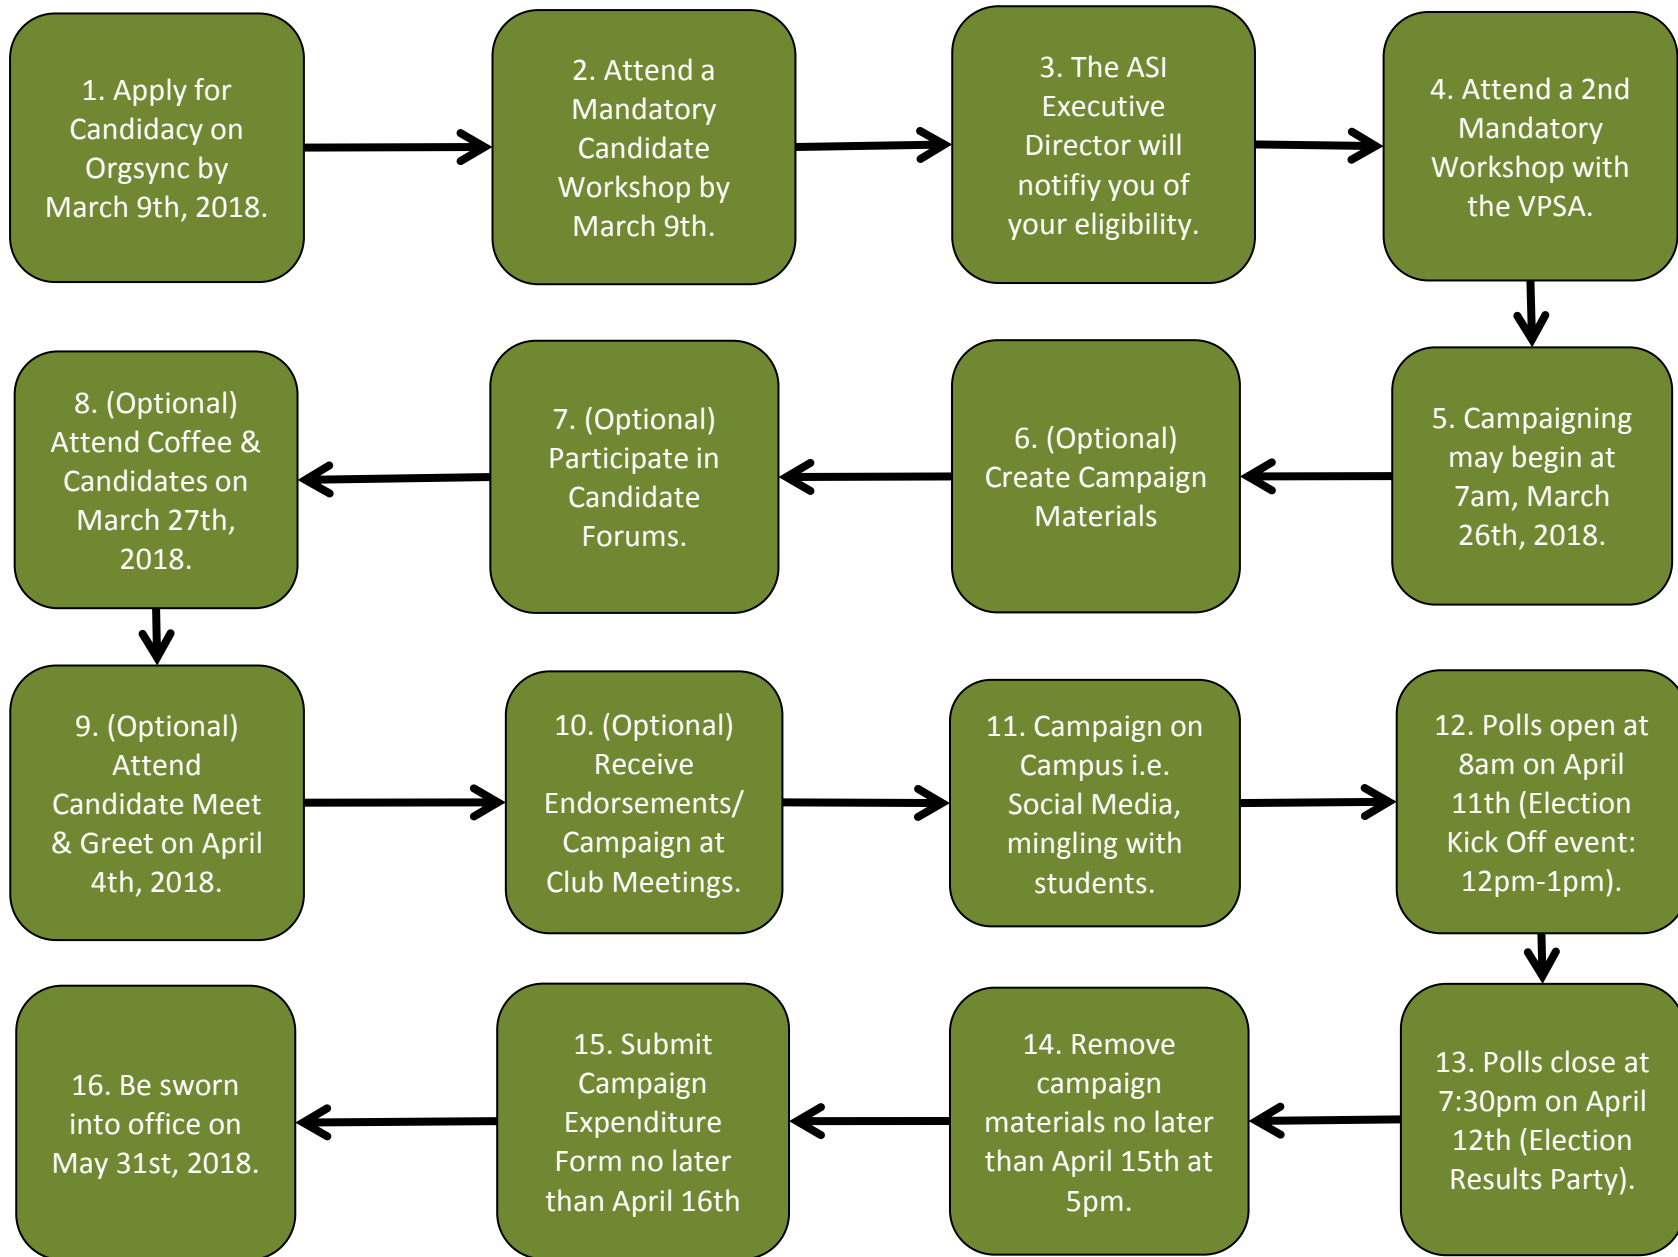 1. Apply for
Candidacy on
Orgsync by
March 9th, 2018.
2. Attend a
Mandatory
Candidate
Workshop by
March 9th.
3. The ASI
Executive
Director will
notifiy you of
your eligibility.
4. Attend a 2nd
Mandatory
Workshop with
the VPSA.
5. Campaigning
may begin at
7am, March
26th, 2018.
6. (Optional)
Create Campaign
Materials
7. (Optional)
Participate in
Candidate
Forums.
8. (Optional)
Attend Coffee &
Candidates on
March 27th,
2018.
9. (Optional)
Attend
Candidate Meet
& Greet on April
4th, 2018.
10. (Optional)
Receive
Endorsements/
Campaign at
Club Meetings.
11. Campaign on
Campus i.e.
Social Media,
mingling with
students.
12. Polls open at
8am on April
11th (Election
Kick Off event:
12pm-1pm).
13. Polls close at
7:30pm on April
12th (Election
Results Party).
14. Remove
campaign
materials no later
than April 15th at
5pm.
15. Submit
Campaign
Expenditure
Form no later
than April 16th
16. Be sworn
into office on
May 31st, 2018.